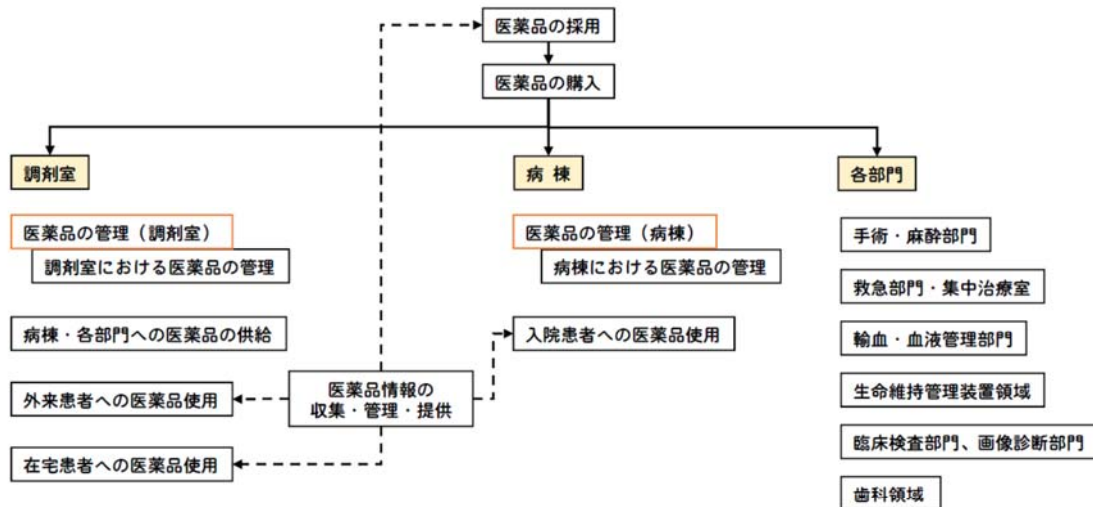 医薬品の採用
医薬品の購入
調剤室
医薬品の管理（調剤室）
調剤室における医薬品の管理
病棟・各部門への医薬品の供給
外来患者への医薬品使用
在宅患者への医薬品使用
医薬品情報の
収集・管理・提供
病 棟
医薬品の管理（病棟）
病棟における医薬品の管理
入院患者への医薬品使用
各部門
手術・麻酔部門
救急部門・集中治療室
輸血・血液管理部門
生命維持管理装置領域
臨床検査部門、画像診断部門
歯科領域